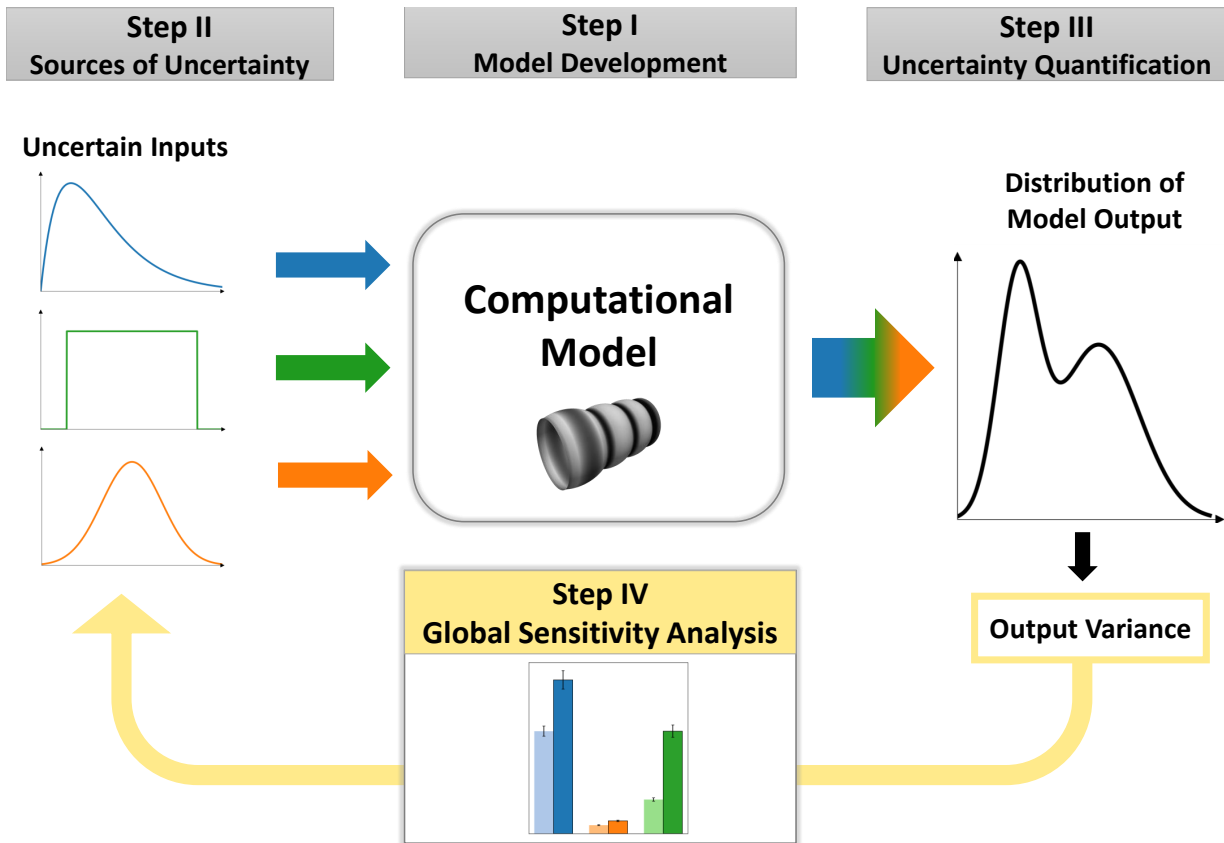 Step II
Sources of Uncertainty
Step I
Model Development
Step III
Uncertainty Quantification
Uncertain Inputs
Computational
Model
Distribution of
Model Output
Step IV
Global Sensitivity Analysis
Output Variance